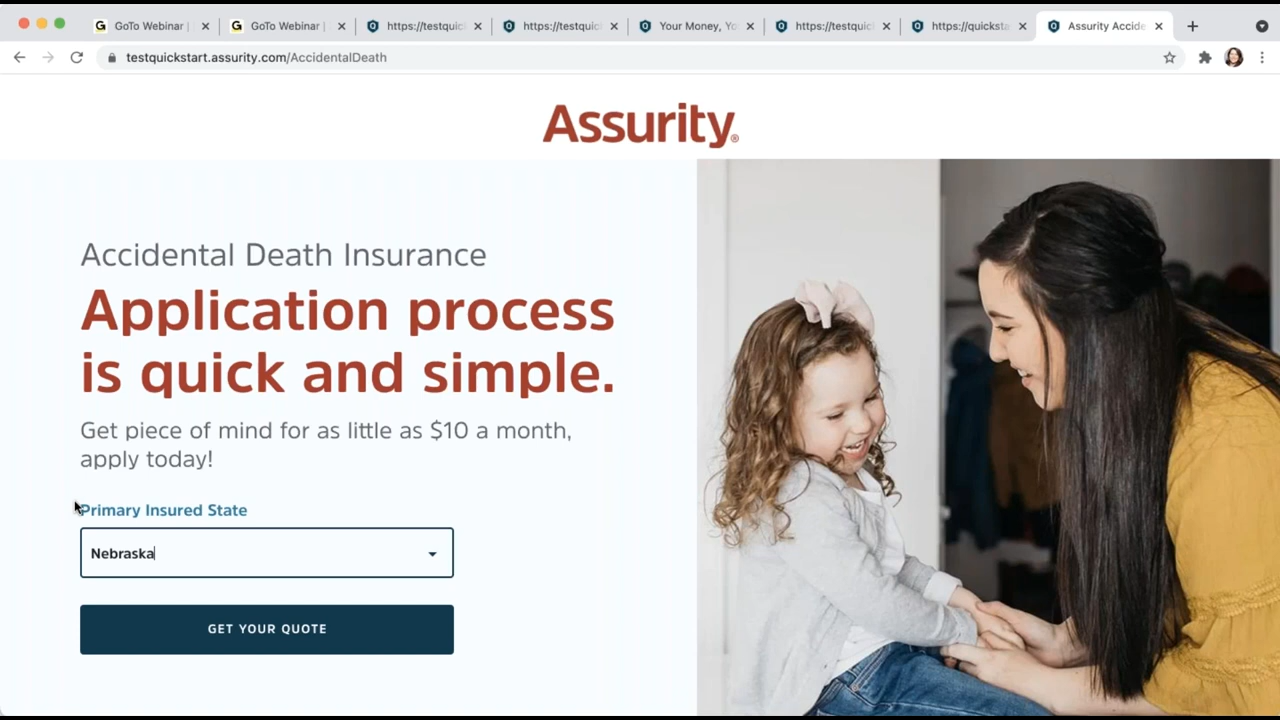 GoTo Webinar |
GoTo Webinar |
https://testquic
https://testquic
Your Money, Yo
https://testquic
https://quicksta
Assurity Accide
testquickstart.assurity.com/AccidentalDeath
Assurity®
Accidental Death Insurance
Application process
is quick and simple.
Get piece of mind for as little as $10 a month,
apply today!
Primary Insured State
Nebraska
GET YOUR QUOTE